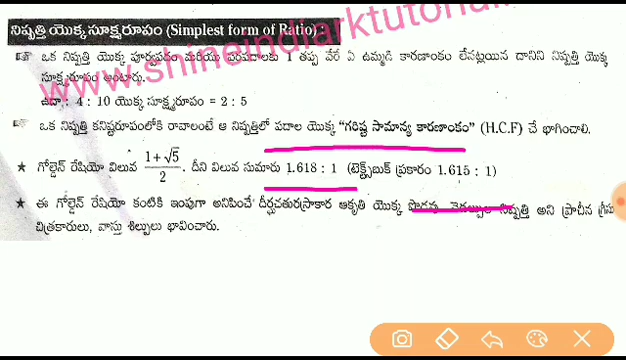 నిష్పత్తి యొక్క సూక్ష్మరూపం (Simplest form of Ratio) :
www.shineindiarktutorial
☞ ఒక నిష్పత్తి యొక్క పూర్వపదం మరియు పరపదాలకు 1 తప్ప వేరే ఏ ఉమ్మడి కారణాంకం లేనట్లయిన దానిని నిష్పత్తి యొక్క
సూక్ష్మరూపం అంటారు.
ఉదా : 4 : 10 యొక్క సూక్ష్మరూపం = 2 : 5
☞ ఒక నిష్పత్తి కనిష్టరూపంలోకి రావాలంటే ఆ నిష్పత్తిలో పదాల యొక్క "గరిష్ట సామాన్య కారణాంకం" (H.C.F) చే భాగించాలి.
★ గోల్డెన్ రేషియో విలువ (1+√5)/2. దీని విలువ సుమారు 1.618 : 1 (టెక్స్ట్‌బుక్ ప్రకారం 1.615 : 1)
★ ఈ గోల్డెన్ రేషియో కంటికి ఇంపుగా అనిపించే దీర్ఘచతురస్రాకార ఆకృతి యొక్క పొడవు, వెడల్పుల నిష్పత్తి అని ప్రాచీన గ్రీకు
చిత్రకారులు, వాస్తు శిల్పులు భావించారు.